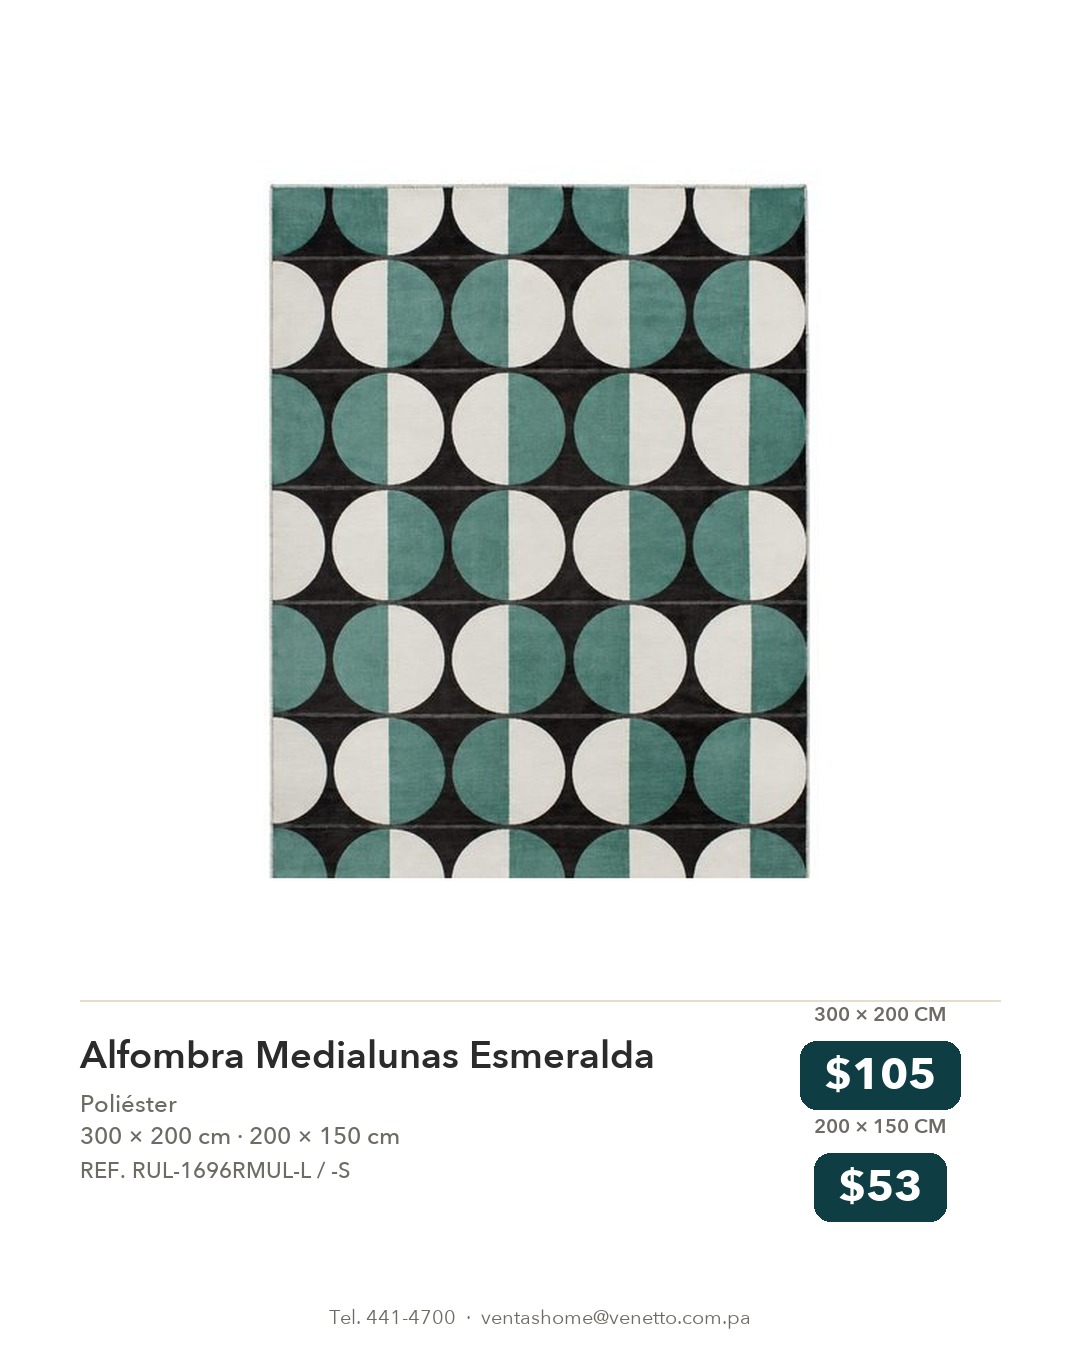 Alfombra Medialunas Esmeralda
Poliéster
300 × 200 cm · 200 × 150 cm
REF. RUL-1696RMUL-L / -S
300 × 200 CM
$105
200 × 150 CM
$53
Tel. 441-4700 · ventashome@venetto.com.pa